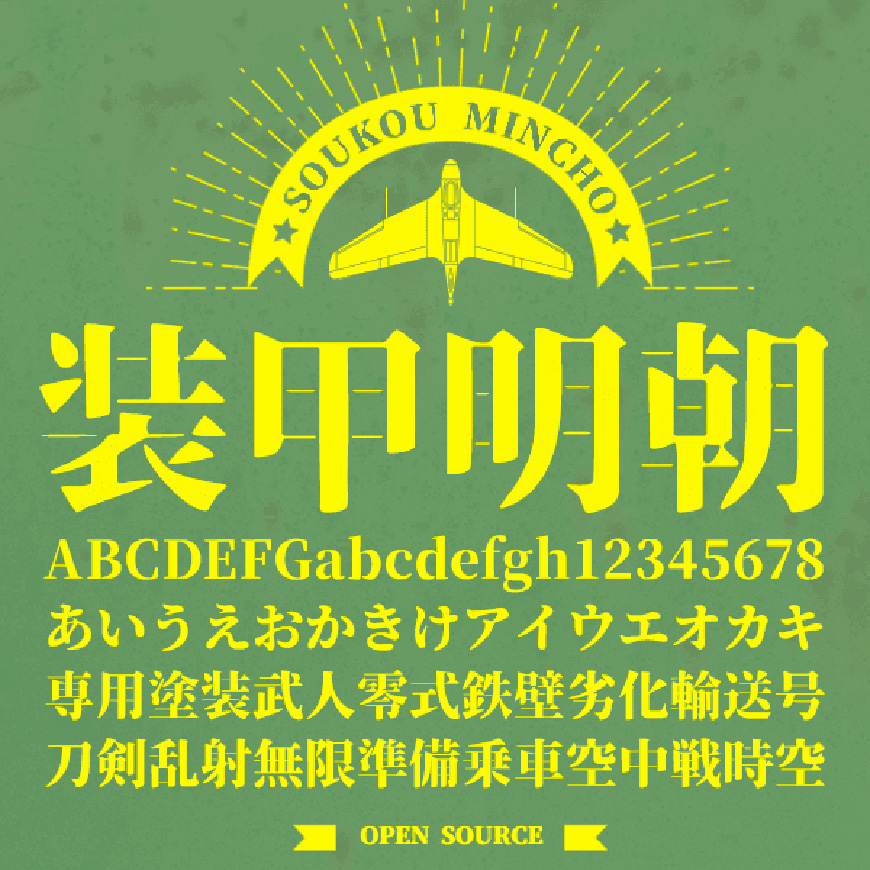 SOUKOU MINCHO
装甲明朝
ABCDEFGabcdefgh12345678
あいうえおかきけアイウエオカキ
専用塗装武人零式鉄壁劣化輸送号
刀剣乱射無限準備乗車空中戦時空
OPEN SOURCE